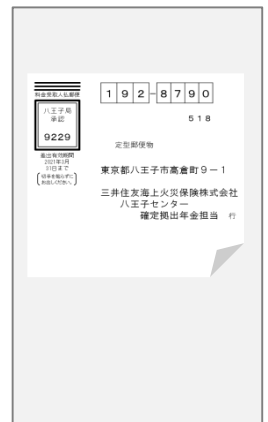 料金受取人払郵便
八王子局
承認
9229
差出有効期間
2021年3月
31日まで
切手を貼らずに
お出しください。
192-8790
518
定型郵便物
東京都八王子市高倉町9－1
三井住友海上火災保険株式会社
八王子センター
確定拠出年金担当 行